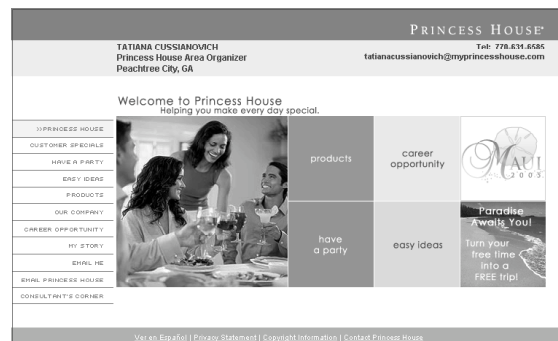 PRINCESS HOUSE®
TATIANA CUSSIANOVICH
Princess House Area Organizer
Peachtree City, GA
Tel: 770-631-6585
tatianacussianovich@myprincesshouse.com
Welcome to Princess House
Helping you make every day special.
>>PRINCESS HOUSE
CUSTOMER SPECIALS
HAVE A PARTY
EASY IDEAS
PRODUCTS
OUR COMPANY
CAREER OPPORTUNITY
MY STORY
EMAIL ME
EMAIL PRINCESS HOUSE
CONSULTANT'S CORNER
products
career
opportunity
MAUI
2005
have
a party
easy ideas
Paradise
Awaits You!
Turn your
free time
into a
FREE trip!
Ver en Español | Privacy Statement | Copyright Information | Contact Princess House